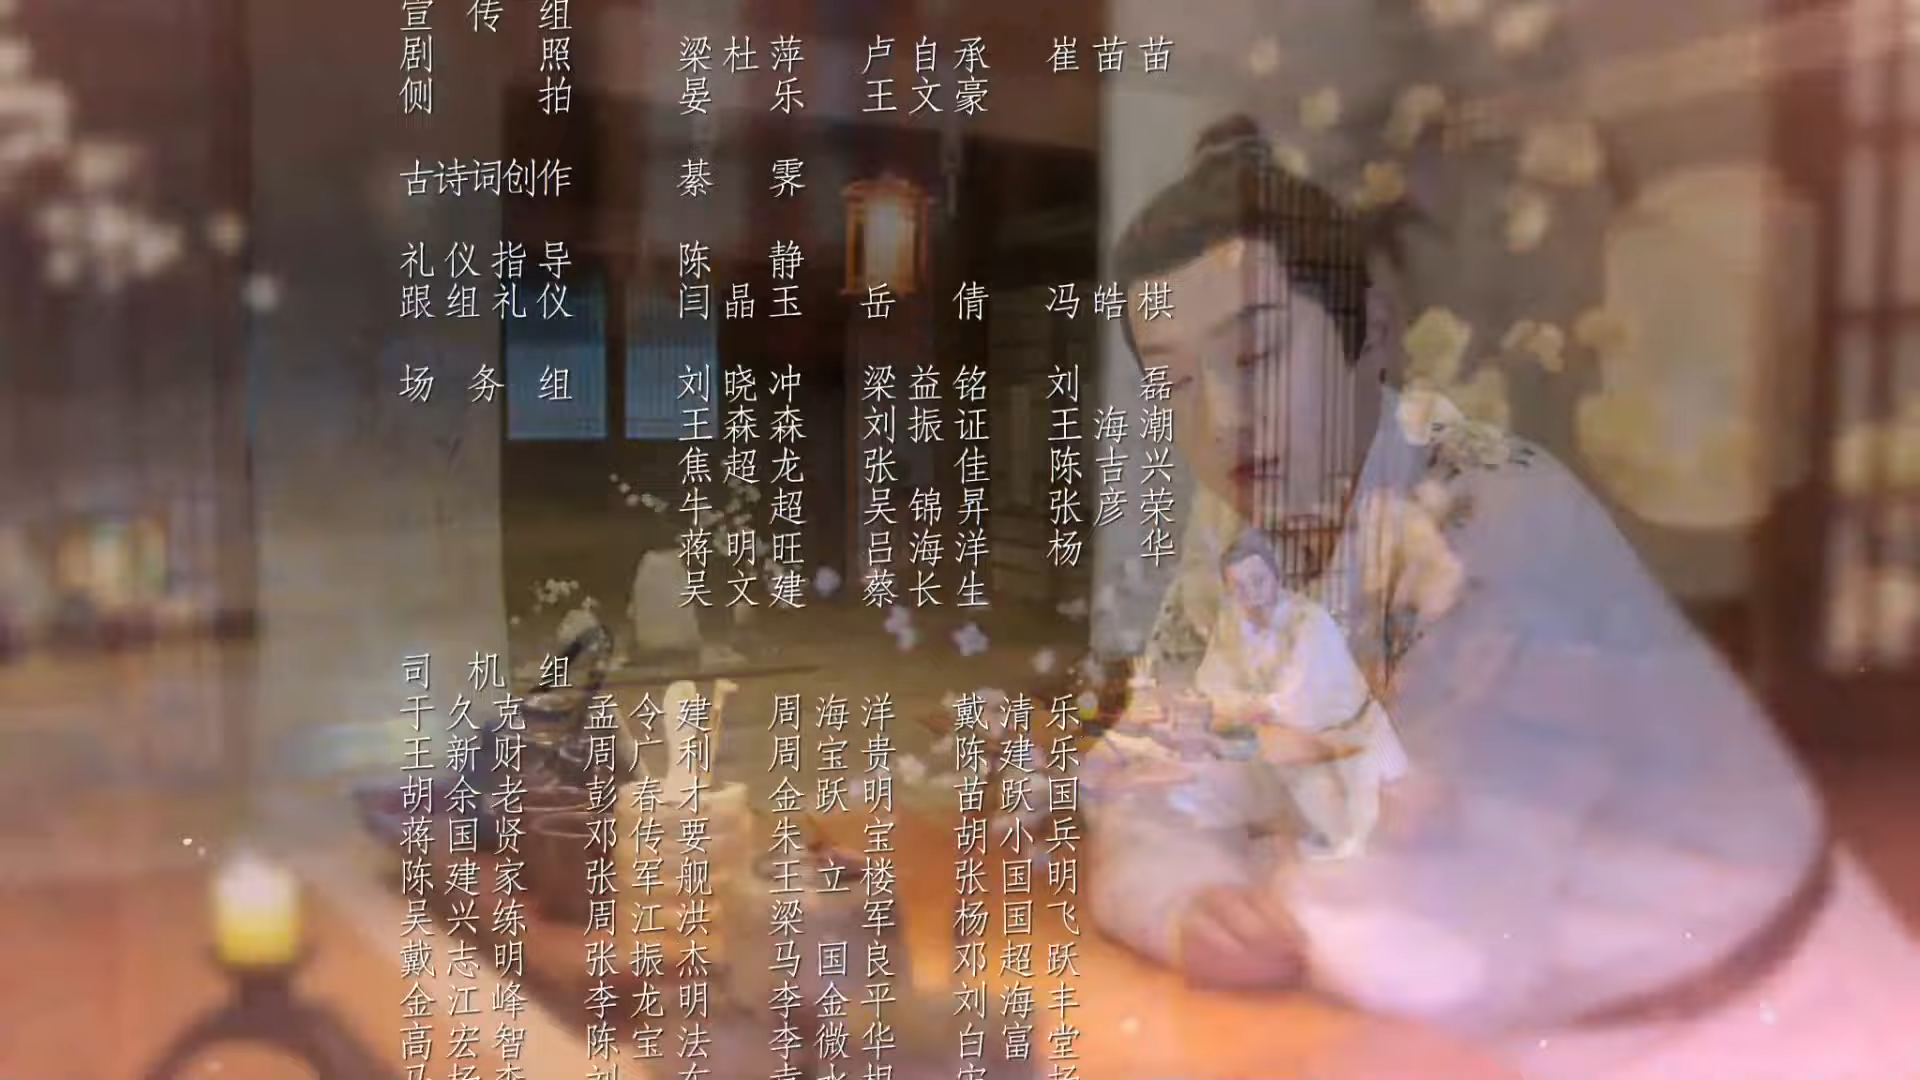 宣传组
剧照 梁杜萍 卢自承 崔苗苗
侧拍 晏乐 王文豪
古诗词创作 綦霁
礼仪指导 陈静
跟组礼仪 闫晶玉 岳倩 冯皓棋
场务组 刘晓冲 梁益铭 刘磊
王森森 刘振证 王海潮
焦超龙 张佳 陈吉兴
牛超 吴锦昇 张彦荣
蒋明旺 吕海洋 杨华
吴文建 蔡长生
司机组
于久克 孟令建 周海洋 戴清乐
王新财 周广利 周宝贵 陈建乐
胡余老 彭春才 金跃明 苗跃国
蒋国贤 邓传要 朱宝 胡小兵
陈建家 张军舰 王立楼 张国明
吴兴练 周江洪 梁军 杨国飞
戴志明 张振杰 马国良 邓超跃
金江峰 李龙明 李金平 刘海丰
高宏智 陈宝法 李微华 白富堂